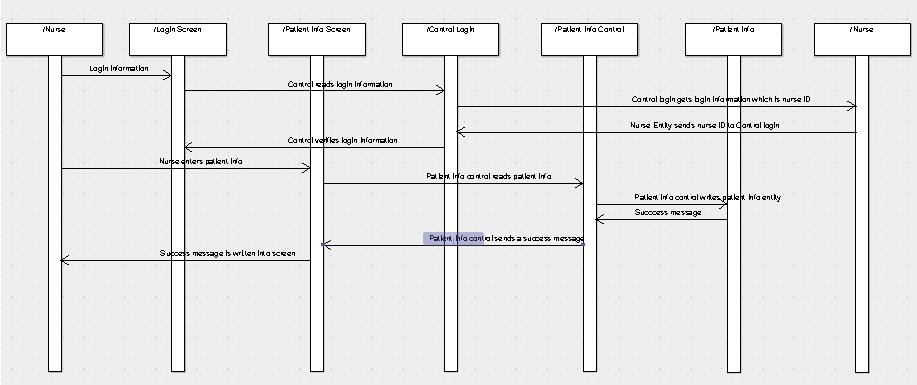 /Nurse
/Login Screen
/Patient Info Screen
/Control Login
/Patient Info Control
/Patient Info
/Nurse
Login Information
Control reads login information
Control login gets login information which is nurse ID
Nurse Entity sends nurse ID to Control login
Control verifies login information
Nurse enters patient info
Patient Info control reads patient info
Patient Info control writes patient info entity
Succcess message
Patient Info control sends a success message
Success message is written into screen